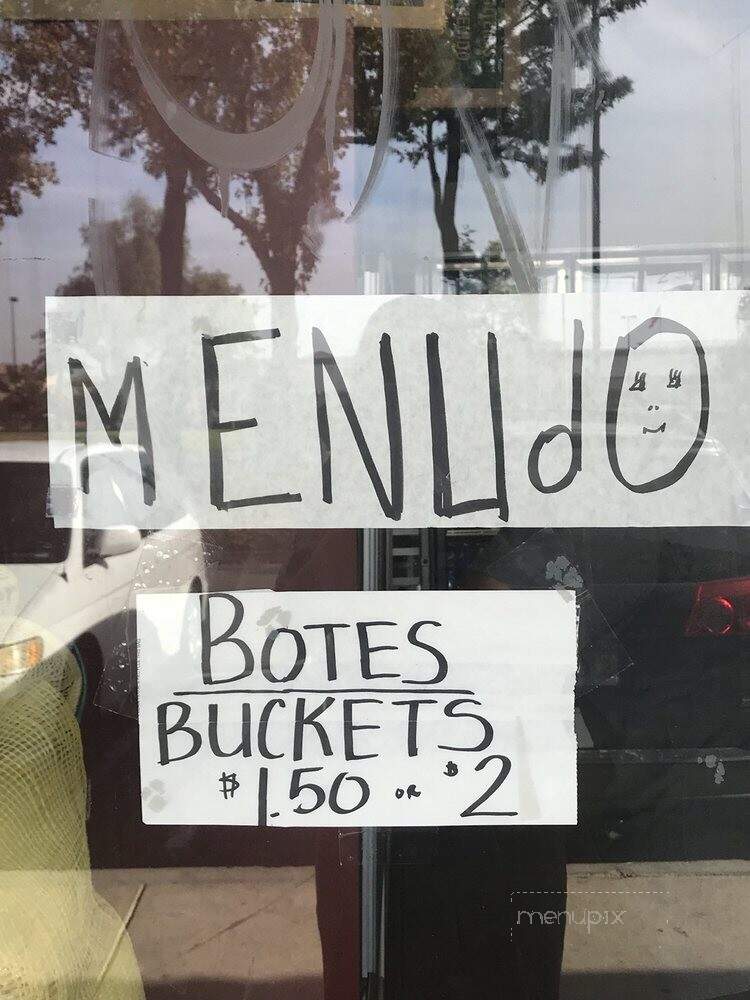 MENUdO
BOTES
BUCKETS
$1.50 OR $2
menupix